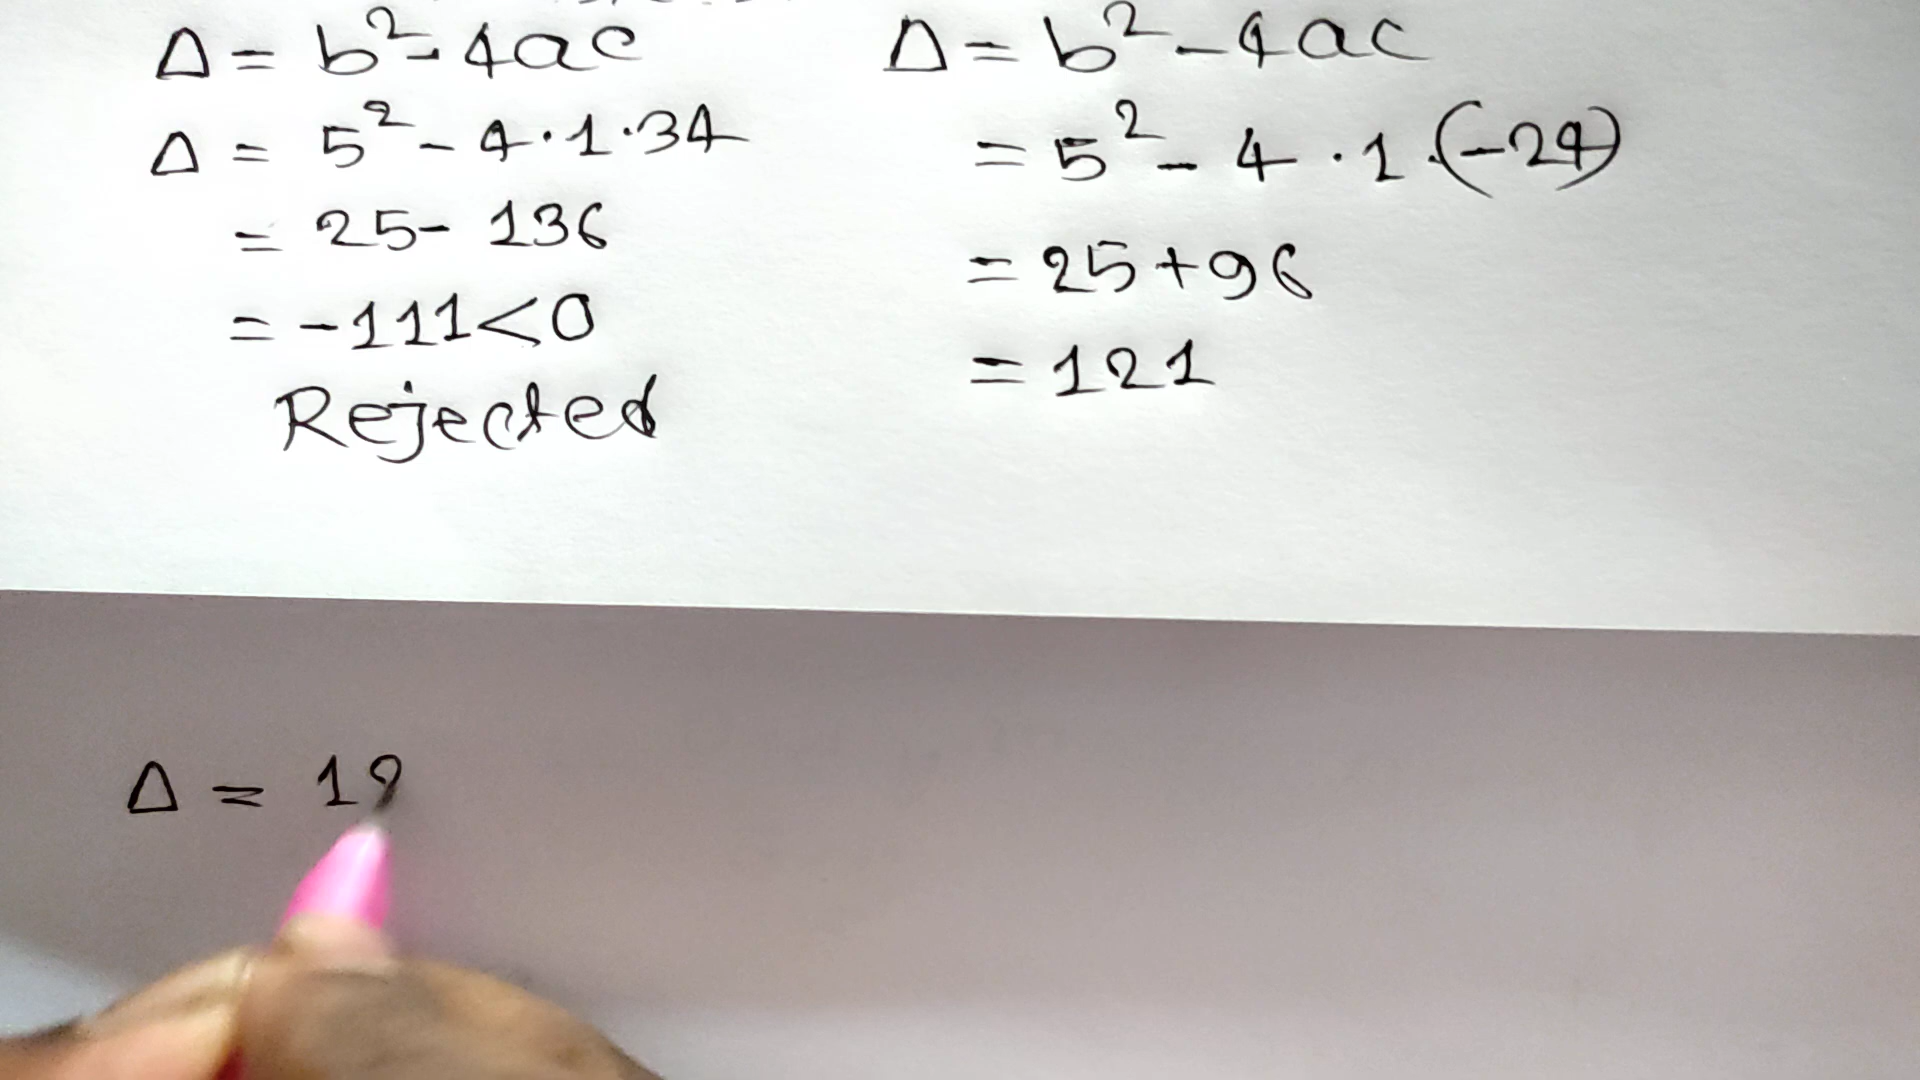 Δ = b² - 4ac
Δ = 5² - 4·1·34
= 25 - 136
= -111 < 0
Rejected
Δ = b² - 4ac
= 5² - 4·1·(-24)
= 25 + 96
= 121
Δ = 12